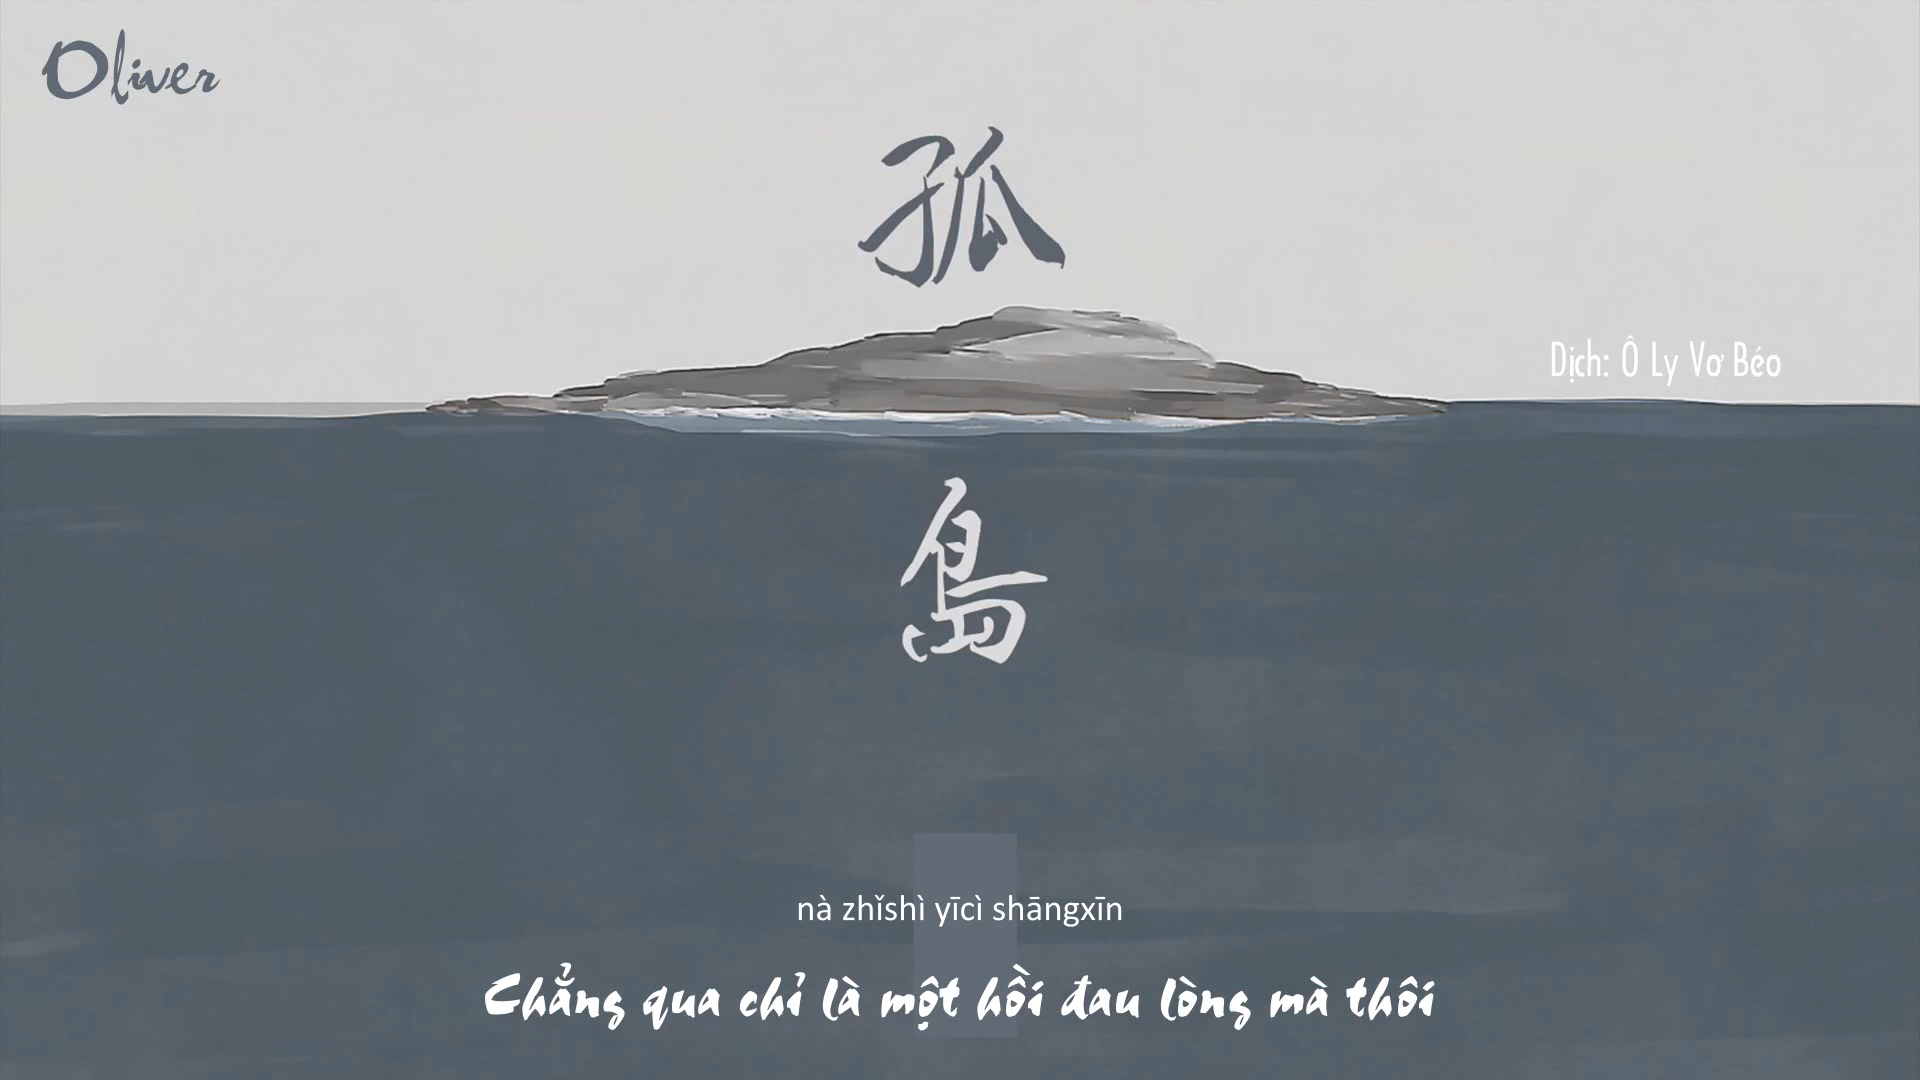 Oliver
孤
Dịch: Ô Ly Vơ Béo
島
nà zhǐshì yīcì shāngxīn
Chẳng qua chỉ là một hồi đau lòng mà thôi